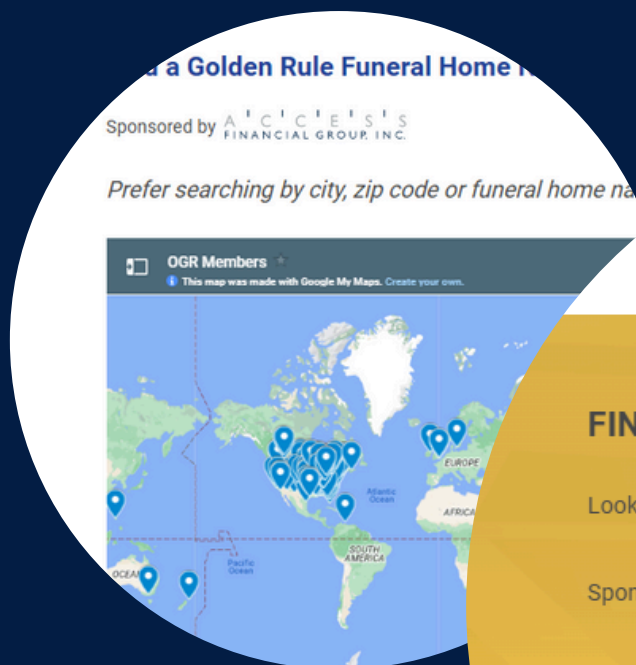 a Golden Rule Funeral Home
Sponsored by ACCESS
FINANCIAL GROUP, INC.
Prefer searching by city, zip code or funeral home na
OGR Members
This map was made with Google My Maps. Create your own.
EUROPE
Atlantic
Ocean
AFRICA
SOUTH
AMERICA
Pacific
Ocean
OCEAN
FIN
Look
Spon